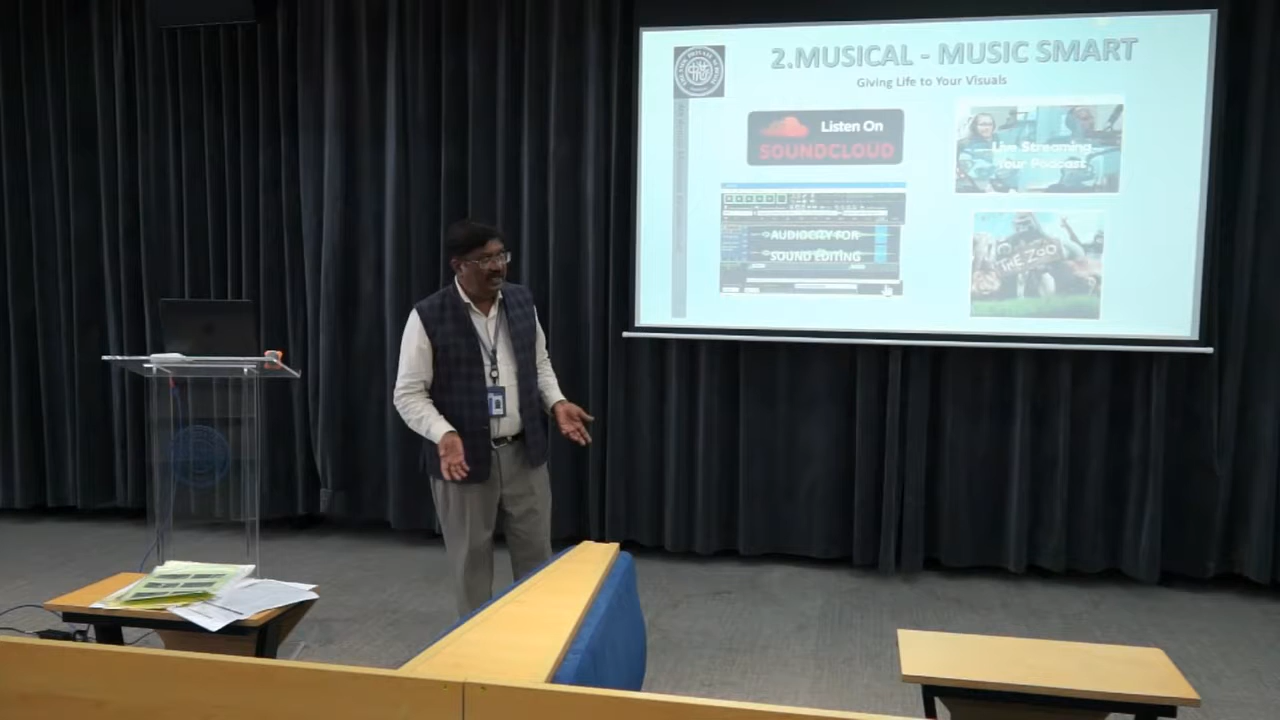 2.MUSICAL - MUSIC SMART
Giving Life to Your Visuals
Listen On
SOUNDCLOUD
Live Streaming
Your Podcast
AUDIOCITY FOR
SOUND EDITING
THE ZOO